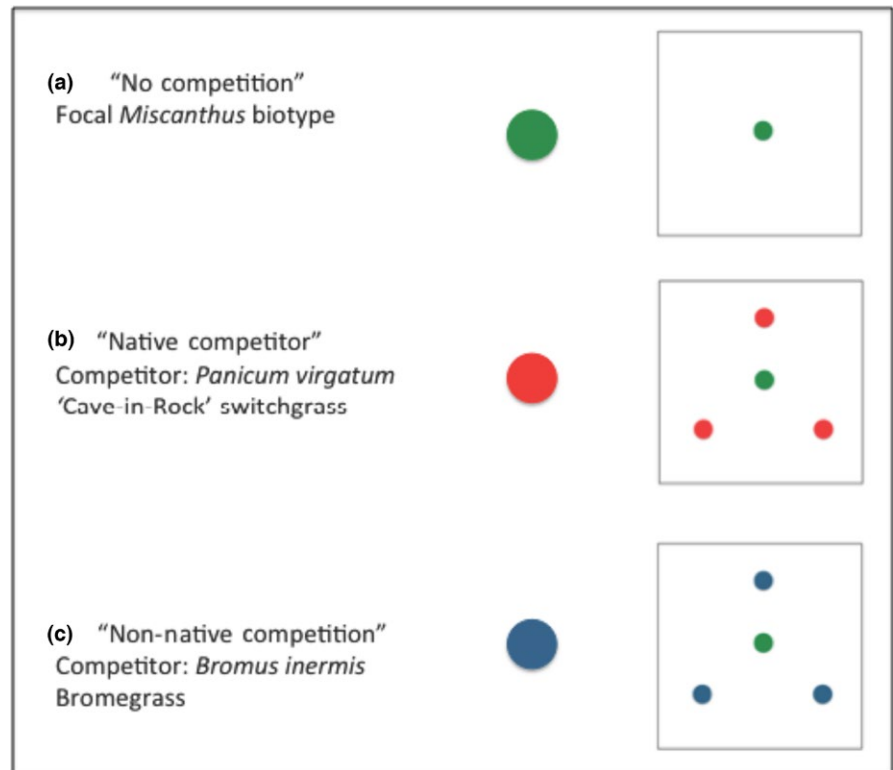 (a) “No competition”
Focal Miscanthus biotype
(b) “Native competitor”
Competitor: Panicum virgatum
‘Cave-in-Rock’ switchgrass
(c) “Non-native competition”
Competitor: Bromus inermis
Bromegrass